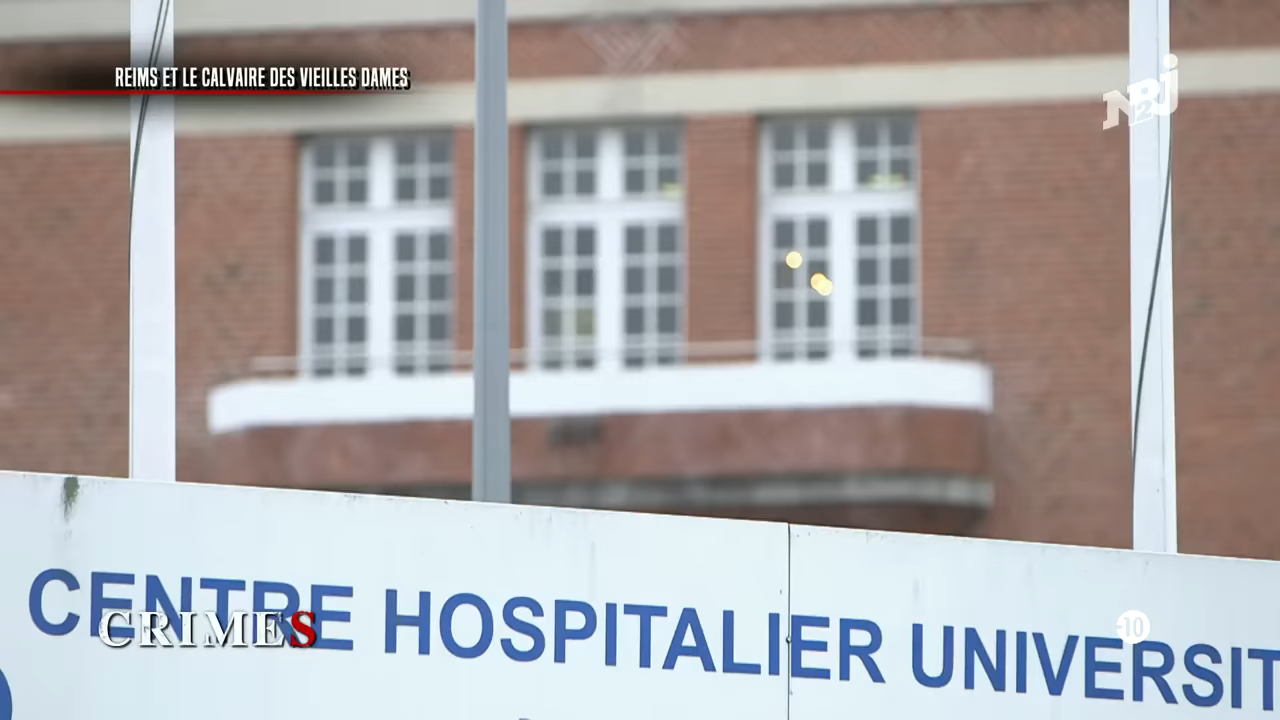 REIMS ET LE CALVAIRE DES VIEILLES DAMES
NRJ
12
CENTRE HOSPITALIER UNIVERSIT
CRIMES
-10